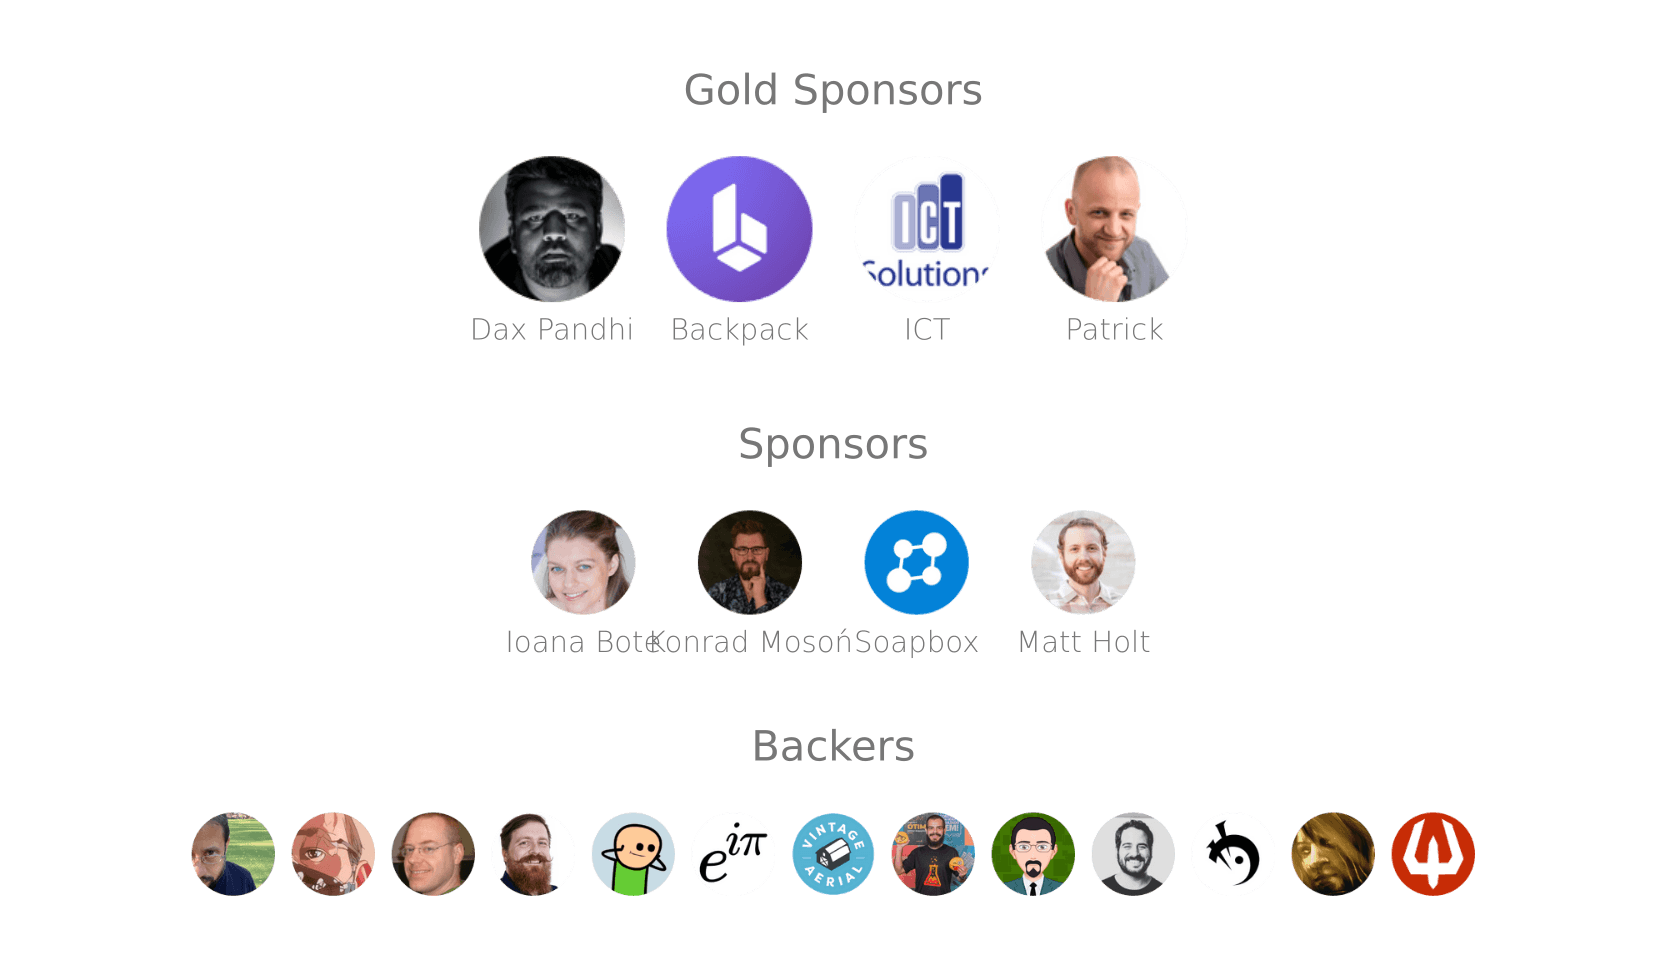 Gold Sponsors
ICT
Solutions
Dax Pandhi Backpack ICT Patrick
Sponsors
Ioana Bote Konrad Mosoń Soapbox Matt Holt
Backers
e^iπ
VINTAGE
AERIAL